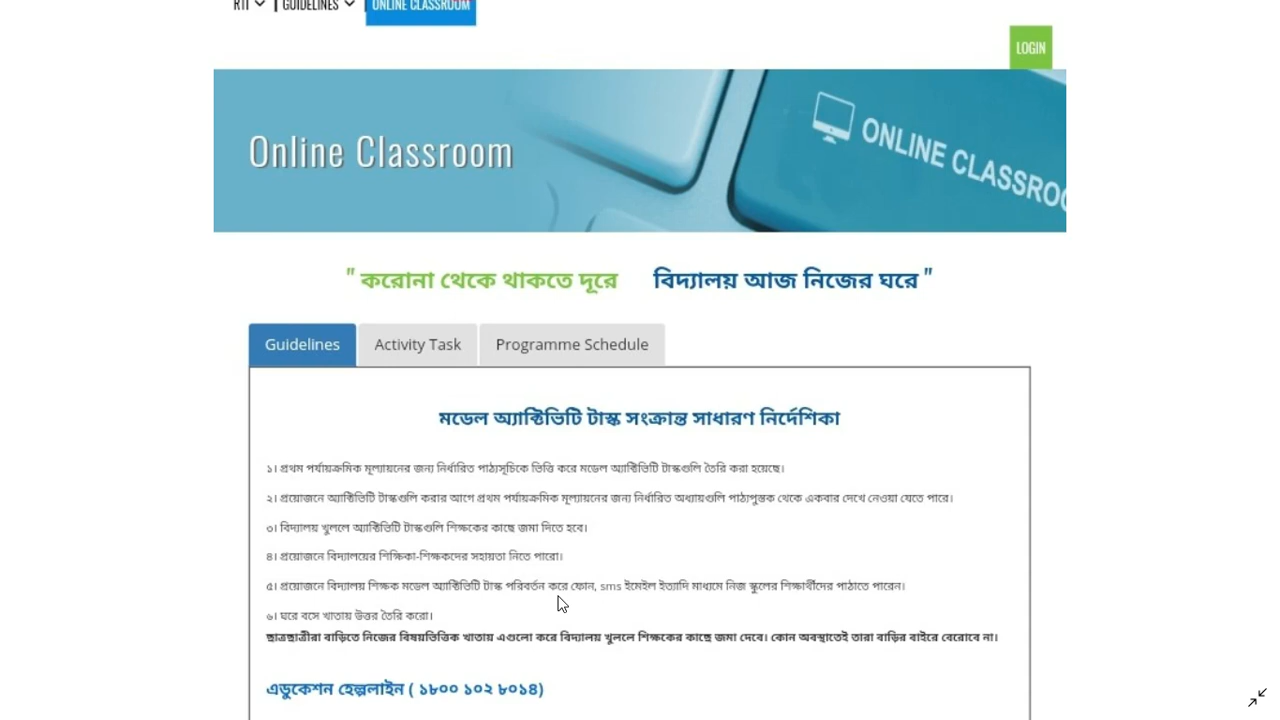 RTI GUIDELINES ONLINE CLASSROOM
LOGIN
Online Classroom
ONLINE CLASSROO
" করোনা থেকে থাকতে দূরে বিদ্যালয় আজ নিজের ঘরে "
Guidelines Activity Task Programme Schedule
মডেল অ্যাক্টিভিটি টাস্ক সংক্রান্ত সাধারণ নির্দেশিকা
১। প্রথম পর্যায়ক্রমিক মূল্যায়নের জন্য নির্ধারিত পাঠ্যসূচিকে ভিত্তি করে মডেল অ্যাক্টিভিটি টাস্কগুলি তৈরি করা হয়েছে।
২। প্রয়োজনে অ্যাক্টিভিটি টাস্কগুলি করার আগে প্রথম পর্যায়ক্রমিক মূল্যায়নের জন্য নির্ধারিত অধ্যায়গুলি পাঠ্যপুস্তক থেকে একবার দেখে নেওয়া যেতে পারে।
৩। বিদ্যালয় খুললে অ্যাক্টিভিটি টাস্কগুলি শিক্ষকের কাছে জমা দিতে হবে।
৪। প্রয়োজনে বিদ্যালয়ের শিক্ষিকা-শিক্ষকদের সহায়তা নিতে পারো।
৫। প্রয়োজনে বিদ্যালয় শিক্ষক মডেল অ্যাক্টিভিটি টাস্ক পরিবর্তন করে ফোন, sms ইমেইল ইত্যাদি মাধ্যমে নিজ স্কুলের শিক্ষার্থীদের পাঠাতে পারেন।
৬। ঘরে বসে খাতায় উত্তর তৈরি করো।
ছাত্রছাত্রীরা বাড়িতে নিজের বিষয়ভিত্তিক খাতায় এগুলো করে বিদ্যালয় খুললে শিক্ষকের কাছে জমা দেবে। কোন অবস্থাতেই তারা বাড়ির বাইরে বেরোবে না।
এডুকেশন হেল্পলাইন ( ১৮০০ ১০২ ৮০১৪)